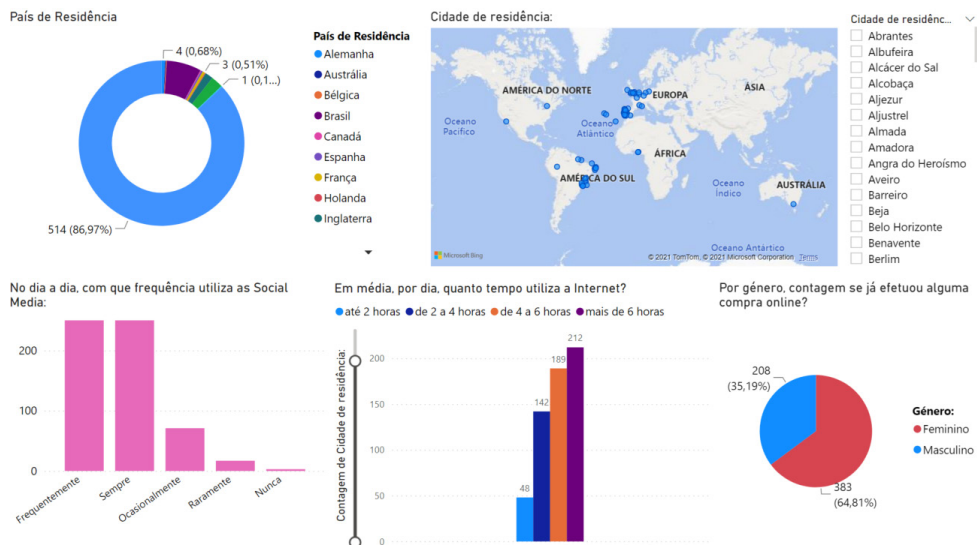 País de Residência
4 (0,68%)
3 (0,51%)
1 (0,1...)
514 (86,97%)
País de Residência
Alemanha
Austrália
Bélgica
Brasil
Canadá
Espanha
França
Holanda
Inglaterra
Cidade de residência:
AMÉRICA DO NORTE
EUROPA
ÁSIA
Oceano
Pacífico
Oceano
Atlântico
ÁFRICA
AMÉRICA DO SUL
Oceano
Índico
AUSTRÁLIA
Oceano Antártico
Microsoft Bing
© 2021 TomTom, © 2021 Microsoft Corporation Terms
Cidade de residênc...
Abrantes
Albufeira
Alcácer do Sal
Alcobaça
Aljezur
Aljustrel
Almada
Amadora
Angra do Heroísmo
Aveiro
Barreiro
Beja
Belo Horizonte
Benavente
Berlim
No dia a dia, com que frequência utiliza as Social
Media:
200
100
0
Frequentemente
Sempre
Ocasionalmente
Raramente
Nunca
Em média, por dia, quanto tempo utiliza a Internet?
até 2 horas de 2 a 4 horas de 4 a 6 horas mais de 6 horas
Contagem de Cidade de residência:
200
150
100
50
0
48
142
189
212
Por género, contagem se já efetuou alguma
compra online?
208
(35,19%)
383
(64,81%)
Género:
Feminino
Masculino